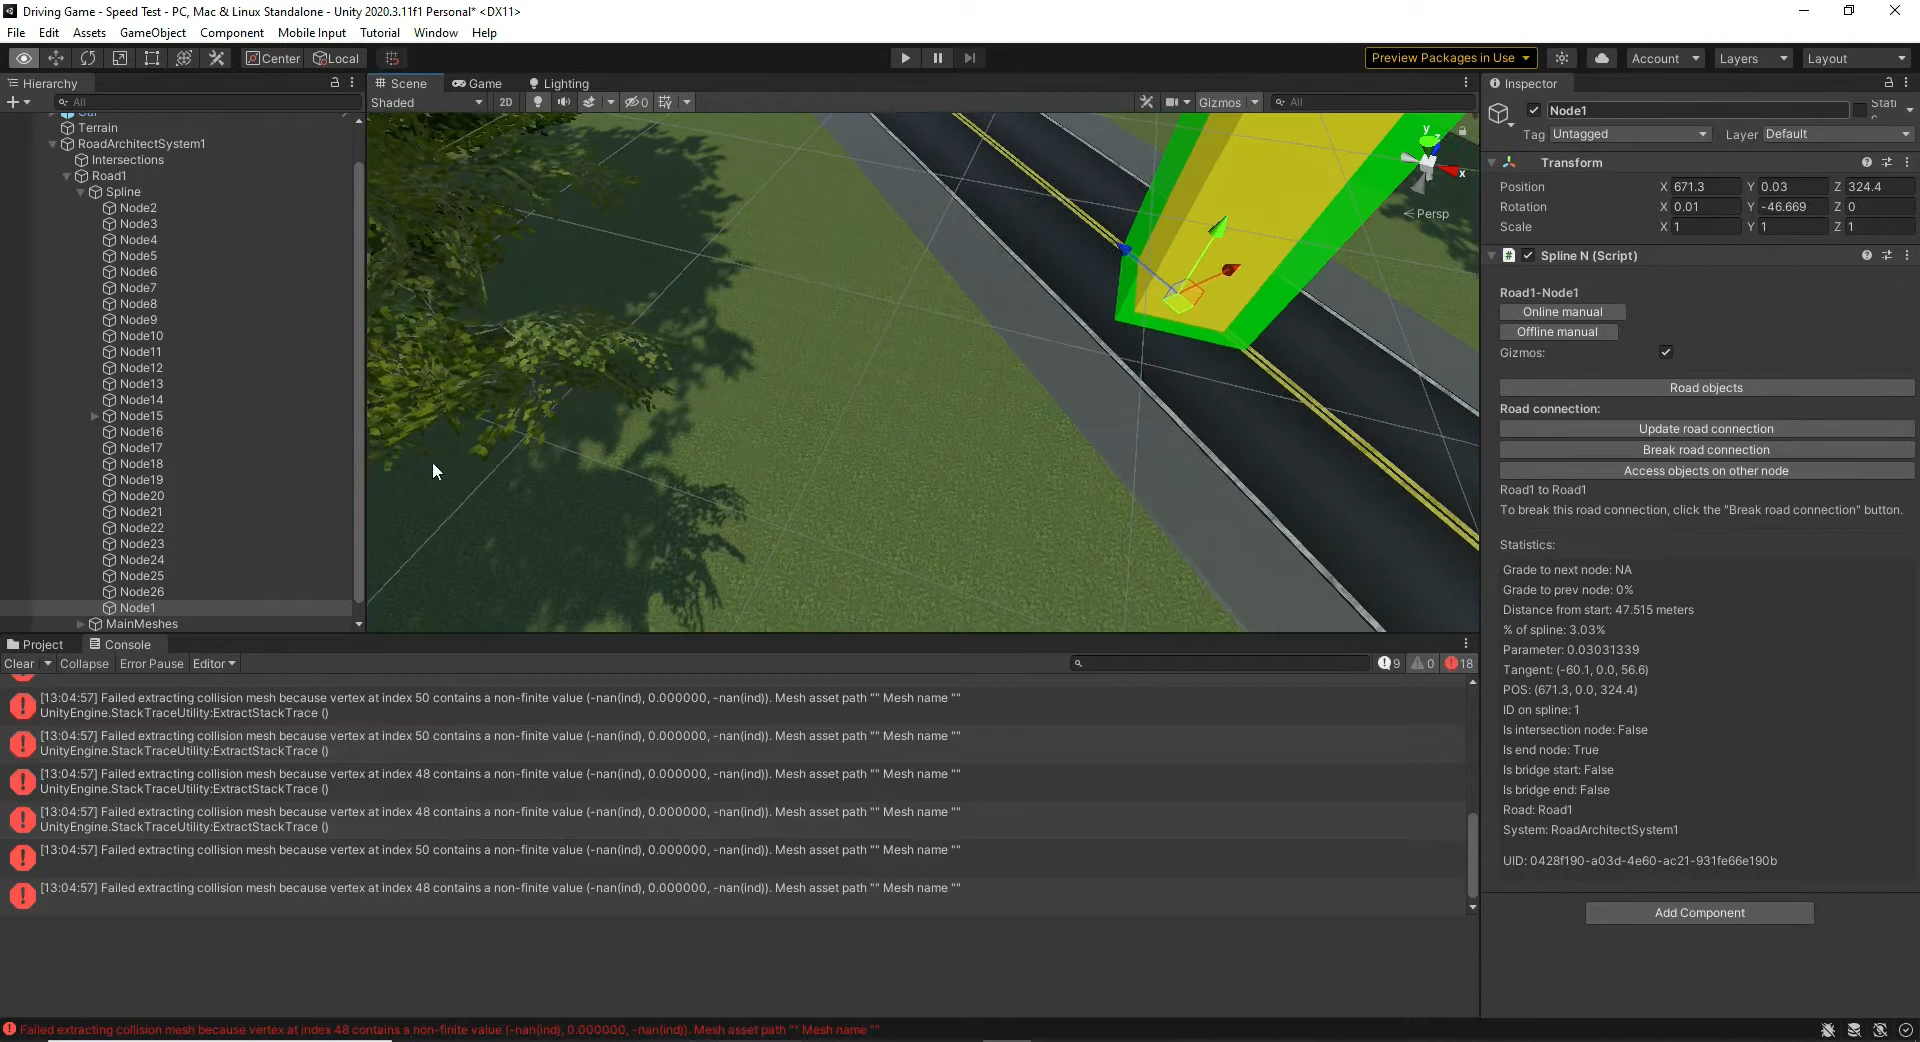 Driving Game - Speed Test - PC, Mac & Linux Standalone - Unity 2020.3.11f1 Personal* <DX11>
File Edit Assets GameObject Component Mobile Input Tutorial Window Help
Center Local Preview Packages in Use Account Layers Layout
Hierarchy Scene Game Lighting Inspector
All Shaded 2D 0 Gizmos All
Node1 Stati
Tag Untagged Layer Default
Terrain
RoadArchitectSystem1
Intersections
Road1
Spline
Node2
Node3
Node4
Node5
Node6
Node7
Node8
Node9
Node10
Node11
Node12
Node13
Node14
Node15
Node16
Node17
Node18
Node19
Node20
Node21
Node22
Node23
Node24
Node25
Node26
Node1
MainMeshes
y
z
x
Persp
Transform
Position X 671.3 Y 0.03 Z 324.4
Rotation X 0.01 Y -46.669 Z 0
Scale X 1 Y 1 Z 1
# Spline N (Script)
Road1-Node1
Online manual
Offline manual
Gizmos:
Road objects
Road connection:
Update road connection
Break road connection
Access objects on other node
Road1 to Road1
To break this road connection, click the "Break road connection" button.
Statistics:
Grade to next node: NA
Grade to prev node: 0%
Distance from start: 47.515 meters
% of spline: 3.03%
Parameter: 0.03031339
Tangent: (-60.1, 0.0, 56.6)
POS: (671.3, 0.0, 324.4)
ID on spline: 1
Is intersection node: False
Is end node: True
Is bridge start: False
Is bridge end: False
Road: Road1
System: RoadArchitectSystem1
UID: 0428f190-a03d-4e60-ac21-931fe66e190b
Add Component
Project Console
Clear Collapse Error Pause Editor 9 0 18
[13:04:57] Failed extracting collision mesh because vertex at index 50 contains a non-finite value (-nan(ind), 0.000000, -nan(ind)). Mesh asset path "" Mesh name ""
UnityEngine.StackTraceUtility:ExtractStackTrace ()
[13:04:57] Failed extracting collision mesh because vertex at index 50 contains a non-finite value (-nan(ind), 0.000000, -nan(ind)). Mesh asset path "" Mesh name ""
UnityEngine.StackTraceUtility:ExtractStackTrace ()
[13:04:57] Failed extracting collision mesh because vertex at index 48 contains a non-finite value (-nan(ind), 0.000000, -nan(ind)). Mesh asset path "" Mesh name ""
UnityEngine.StackTraceUtility:ExtractStackTrace ()
[13:04:57] Failed extracting collision mesh because vertex at index 48 contains a non-finite value (-nan(ind), 0.000000, -nan(ind)). Mesh asset path "" Mesh name ""
UnityEngine.StackTraceUtility:ExtractStackTrace ()
[13:04:57] Failed extracting collision mesh because vertex at index 50 contains a non-finite value (-nan(ind), 0.000000, -nan(ind)). Mesh asset path "" Mesh name ""
[13:04:57] Failed extracting collision mesh because vertex at index 48 contains a non-finite value (-nan(ind), 0.000000, -nan(ind)). Mesh asset path "" Mesh name ""
Failed extracting collision mesh because vertex at index 48 contains a non-finite value (-nan(ind), 0.000000, -nan(ind)). Mesh asset path "" Mesh name ""